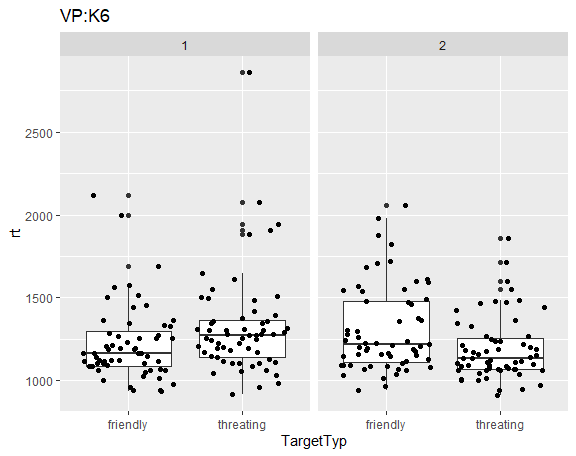 VP:K6
1
2
rt
2500
2000
1500
1000
friendly
threating
friendly
threating
TargetTyp